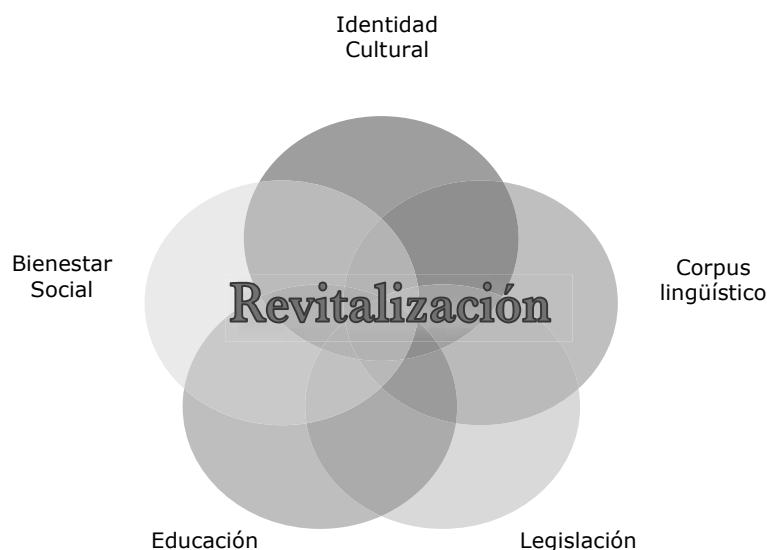 Identidad
Cultural
Bienestar
Social
Revitalización
Corpus
lingüístico
Educación
Legislación